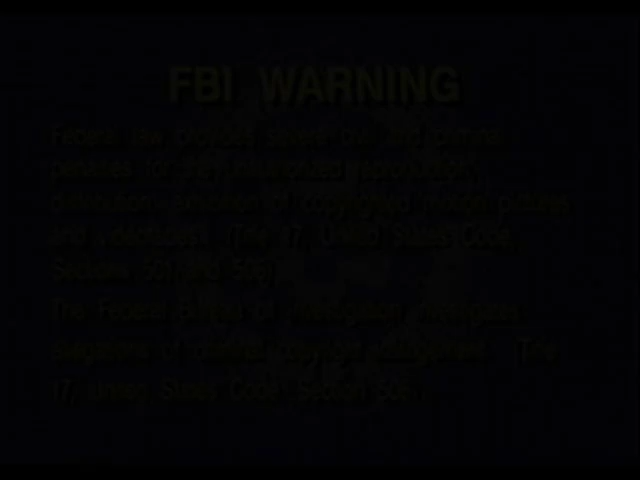 FBI WARNING
Federal law provides severe civil and criminal
penalties for the unauthorized reproduction,
distribution, exhibition of copyrighted motion pictures
and videotapes. (Title 17, United States Code,
Sections 501 and 506)
The Federal Bureau of Investigation investigates
allegations of criminal copyright infringement. (Title
17, United States Code, Section 506).